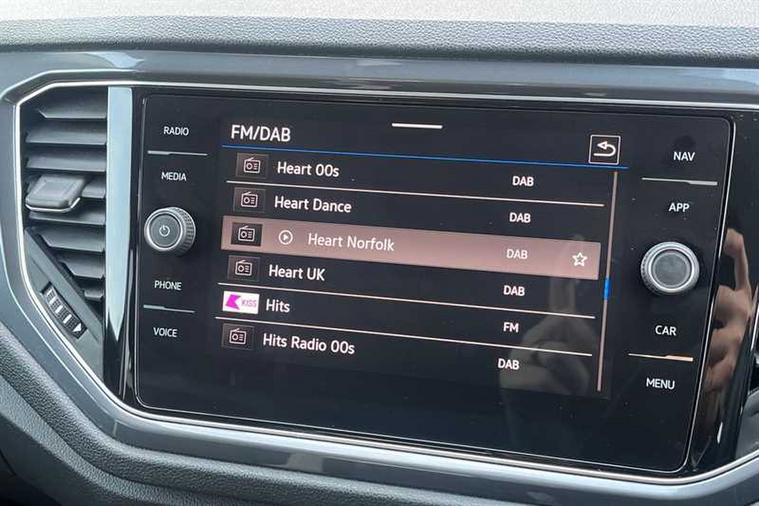 RADIO
MEDIA
PHONE
VOICE
FM/DAB
Heart 00s DAB
Heart Dance DAB
Heart Norfolk DAB
Heart UK DAB
KISS Hits FM
Hits Radio 00s DAB
NAV
APP
CAR
MENU